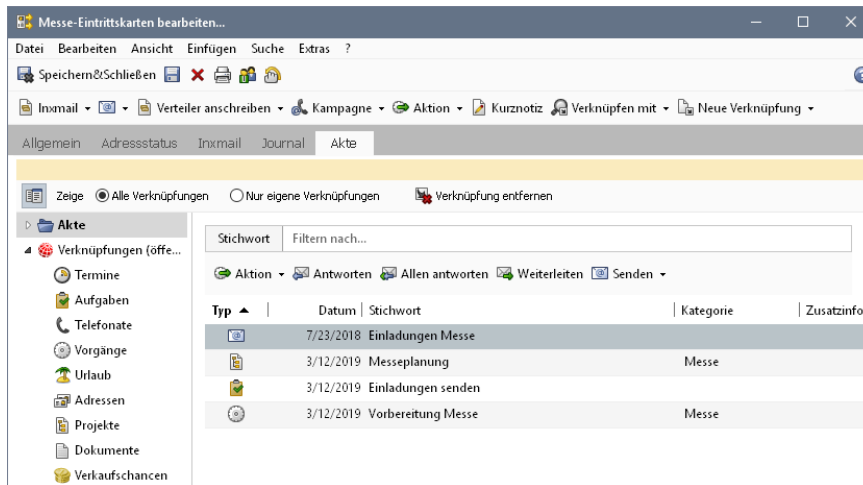 Messe-Eintrittskarten bearbeiten...
Datei Bearbeiten Ansicht Einfügen Suche Extras ?
Speichern&Schließen
Inxmail Verteiler anschreiben Kampagne Aktion Kurznotiz Verknüpfen mit Neue Verknüpfung
Allgemein Adressstatus Inxmail Journal Akte
Zeige Alle Verknüpfungen Nur eigene Verknüpfungen Verknüpfung entfernen
Akte
Verknüpfungen (öffe...
Termine
Aufgaben
Telefonate
Vorgänge
Urlaub
Adressen
Projekte
Dokumente
Verkaufschancen
Stichwort Filtern nach...
Aktion Antworten Allen antworten Weiterleiten Senden
Typ Datum Stichwort Kategorie Zusatzinfo
7/23/2018 Einladungen Messe
3/12/2019 Messeplanung Messe
3/12/2019 Einladungen senden
3/12/2019 Vorbereitung Messe Messe